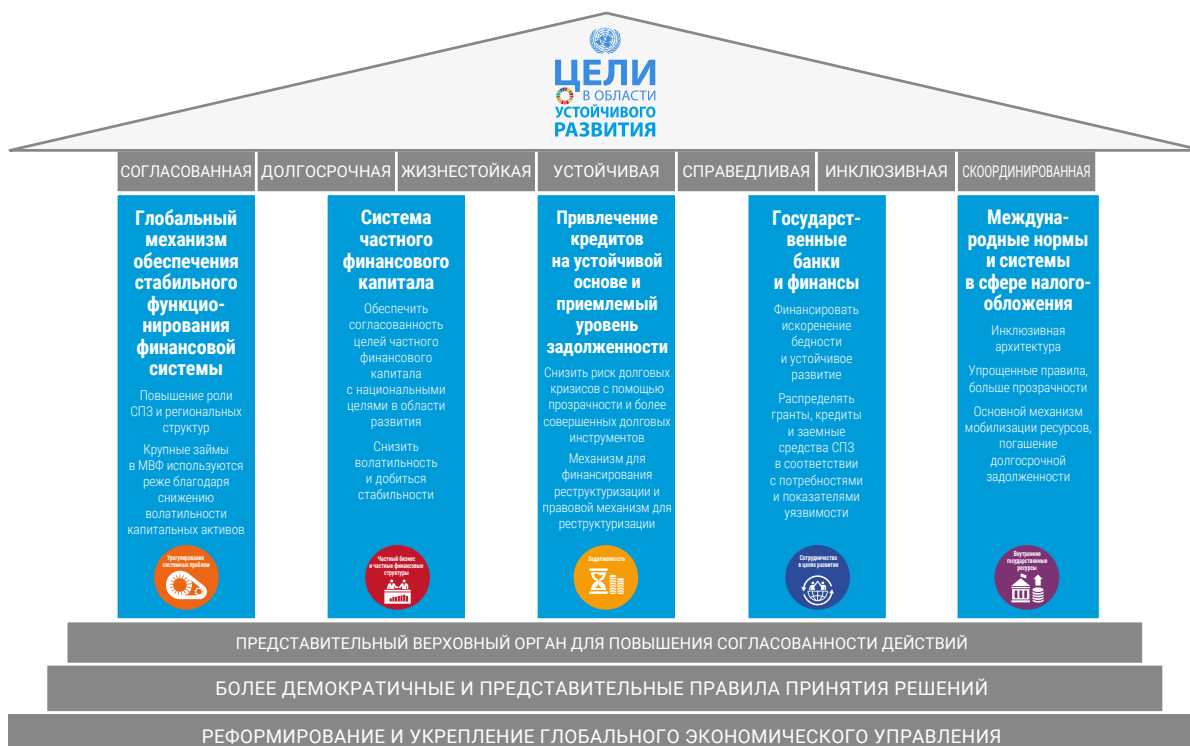 ЦЕЛИ
В ОБЛАСТИ
УСТОЙЧИВОГО
РАЗВИТИЯ
СОГЛАСОВАННАЯ
ДОЛГОСРОЧНАЯ
ЖИЗНЕСТОЙКАЯ
УСТОЙЧИВАЯ
СПРАВЕДЛИВАЯ
ИНКЛЮЗИВНАЯ
СКООРДИНИРОВАННАЯ
Глобальный
механизм
обеспечения
стабильного
функцио-
нирования
финансовой
системы
Повышение роли
СПЗ и региональных
структур
Крупные займы
в МВФ используются
реже благодаря
снижению
волатильности
капитальных активов
Урегулирование
системных проблем
Система
частного
финансового
капитала
Обеспечить
согласованность
целей частного
финансового
капитала
с национальными
целями в области
развития
Снизить
волатильность
и добиться
стабильности
Частный бизнес
и частные финансовые
структуры
Привлечение
кредитов
на устойчивой
основе и
приемлемый
уровень
задолженности
Снизить риск долговых
кризисов с помощью
прозрачности и более
совершенных долговых
инструментов
Механизм для
финансирования
реструктуризации и
правовой механизм для
реструктуризации
Задолженность
Государст-
венные
банки
и финансы
Финансировать
искоренение
бедности
и устойчивое
развитие
Распределять
гранты, кредиты
и заемные
средства СПЗ
в соответствии
с потребностями
и показателями
уязвимости
Сотрудничество
в целях развития
Междуна-
родные нормы
и системы
в сфере налого-
обложения
Инклюзивная
архитектура
Упрощенные правила,
больше прозрачности
Основной механизм
мобилизации ресурсов,
погашение
долгосрочной
задолженности
Внутренние
государственные
ресурсы
ПРЕДСТАВИТЕЛЬНЫЙ ВЕРХОВНЫЙ ОРГАН ДЛЯ ПОВЫШЕНИЯ СОГЛАСОВАННОСТИ ДЕЙСТВИЙ
БОЛЕЕ ДЕМОКРАТИЧНЫЕ И ПРЕДСТАВИТЕЛЬНЫЕ ПРАВИЛА ПРИНЯТИЯ РЕШЕНИЙ
РЕФОРМИРОВАНИЕ И УКРЕПЛЕНИЕ ГЛОБАЛЬНОГО ЭКОНОМИЧЕСКОГО УПРАВЛЕНИЯ